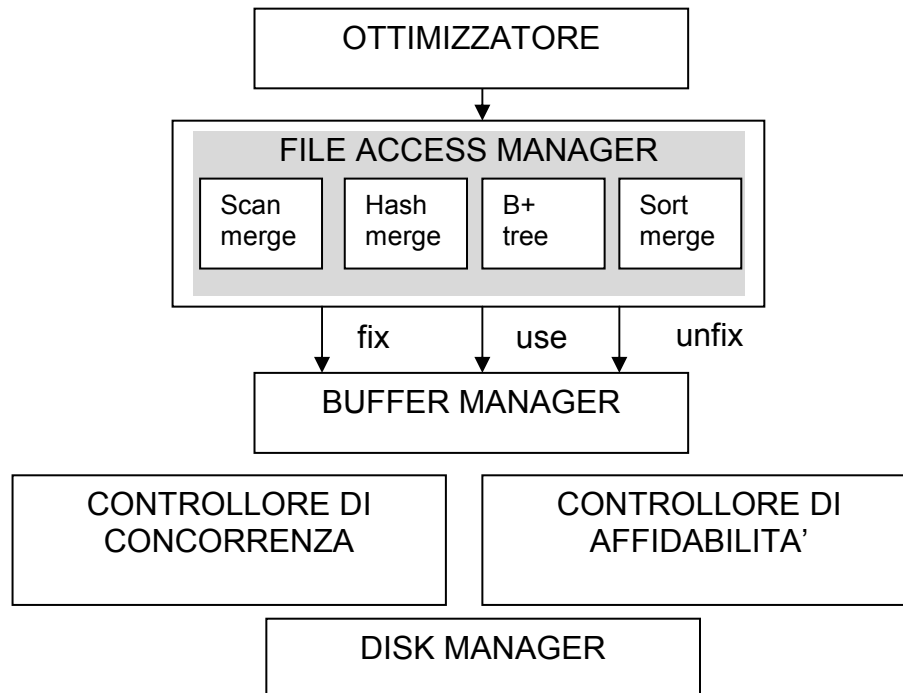 OTTIMIZZATORE
FILE ACCESS MANAGER
Scan
merge
Hash
merge
B+
tree
Sort
merge
fix
use
unfix
BUFFER MANAGER
CONTROLLORE DI
CONCORRENZA
CONTROLLORE DI
AFFIDABILITA’
DISK MANAGER